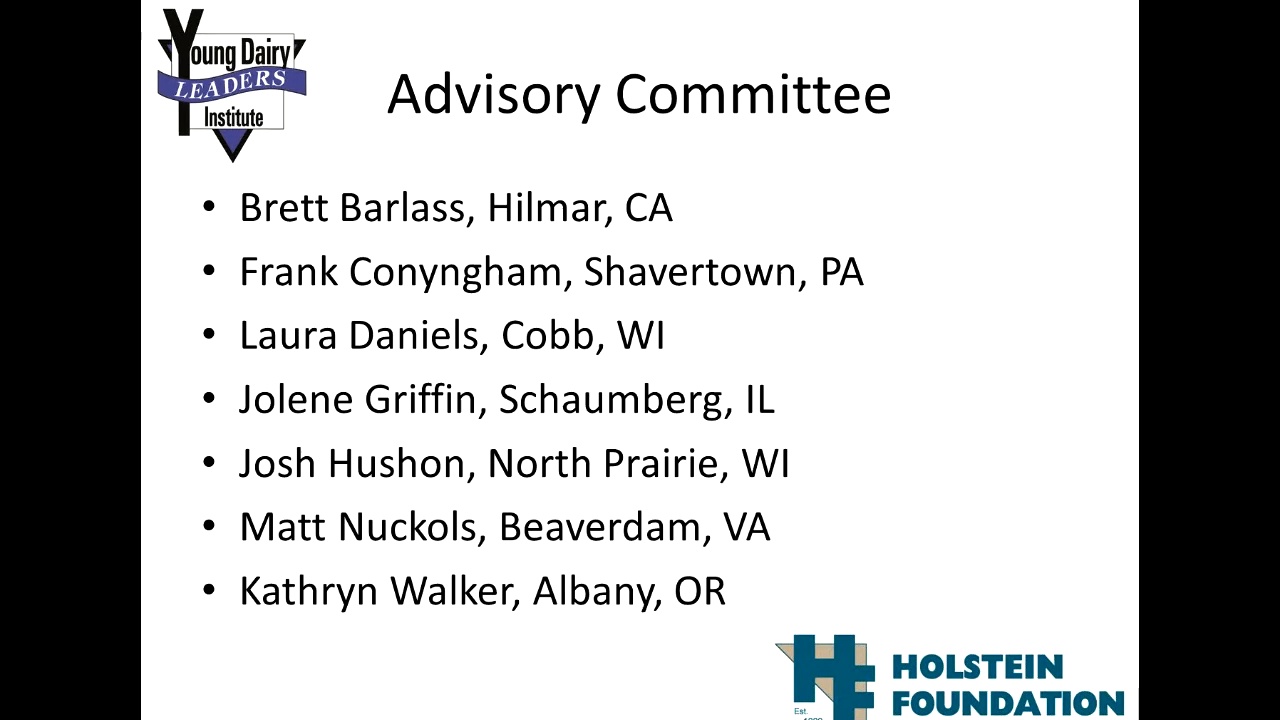 Young Dairy
LEADERS
Institute
Advisory Committee
• Brett Barlass, Hilmar, CA
• Frank Conyngham, Shavertown, PA
• Laura Daniels, Cobb, WI
• Jolene Griffin, Schaumberg, IL
• Josh Hushon, North Prairie, WI
• Matt Nuckols, Beaverdam, VA
• Kathryn Walker, Albany, OR
HOLSTEIN
FOUNDATION
Est.